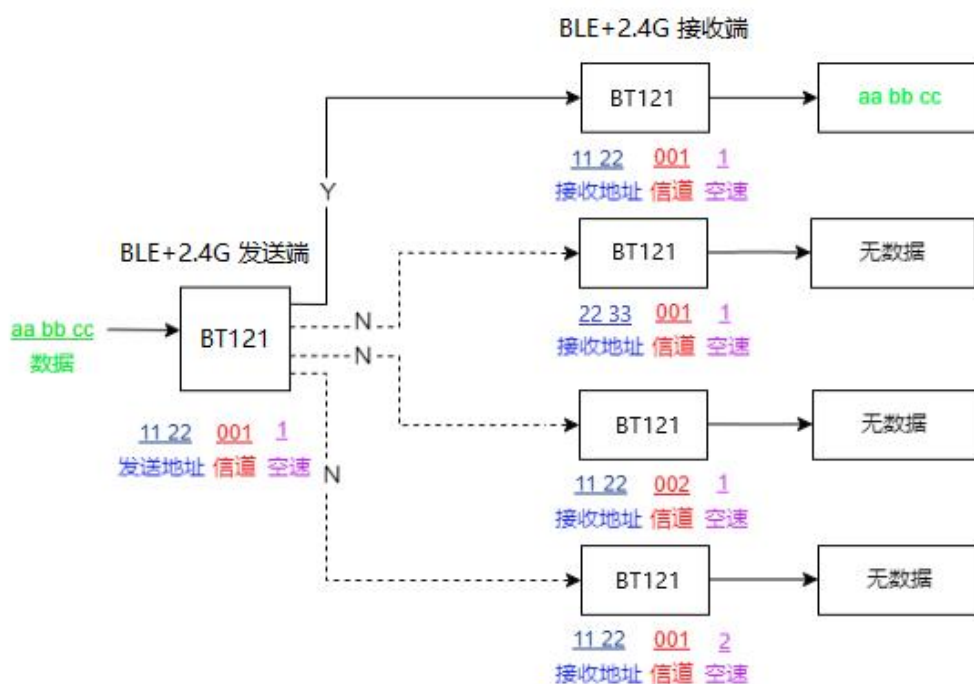 BLE+2.4G 接收端
BT121
aa bb cc
11 22 001 1
接收地址 信道 空速
Y
BT121
无数据
22 33 001 1
接收地址 信道 空速
BLE+2.4G 发送端
N
N
aa bb cc
数据
BT121
11 22 001 1
发送地址 信道 空速
N
BT121
无数据
11 22 002 1
接收地址 信道 空速
BT121
无数据
11 22 001 2
接收地址 信道 空速